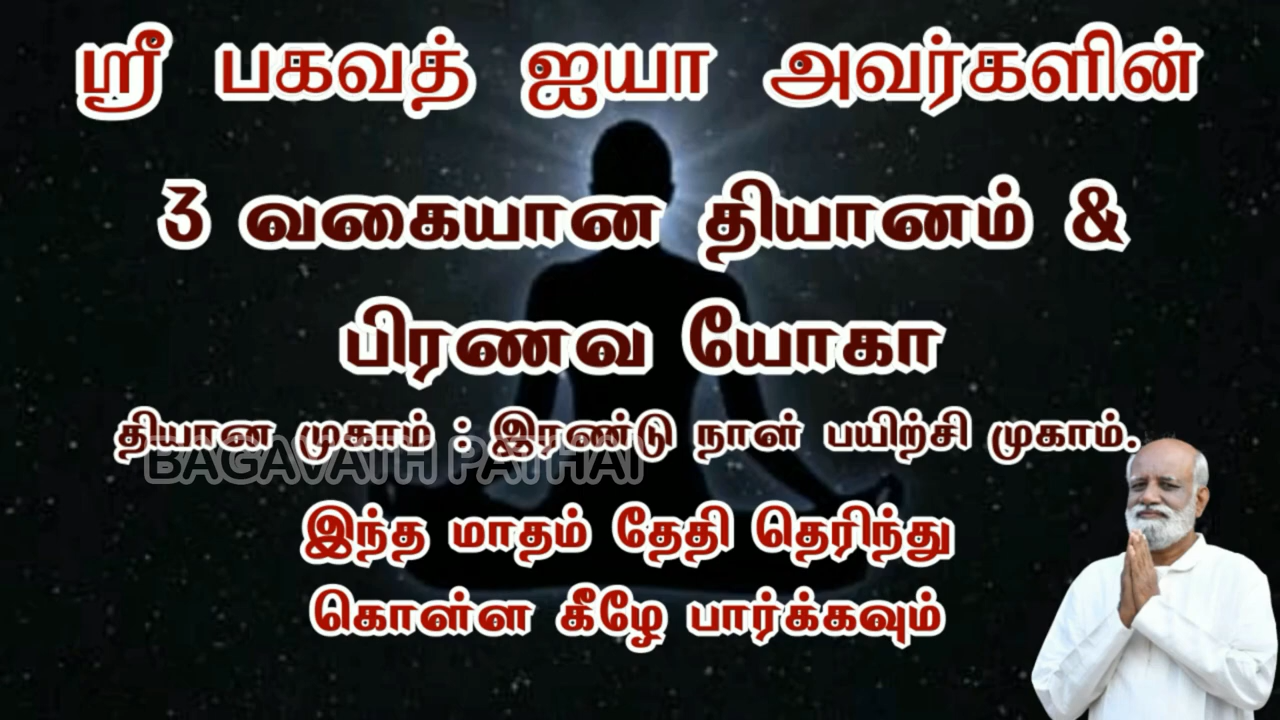 ஸ்ரீ பகவத் ஐயா அவர்களின்
3 வகையான தியானம் &
பிரணவ யோகா
தியான முகாம் : இரண்டு நாள் பயிற்சி முகாம்.
BAGAVATH PATHAI
இந்த மாதம் தேதி தெரிந்து
கொள்ள கீழே பார்க்கவும்